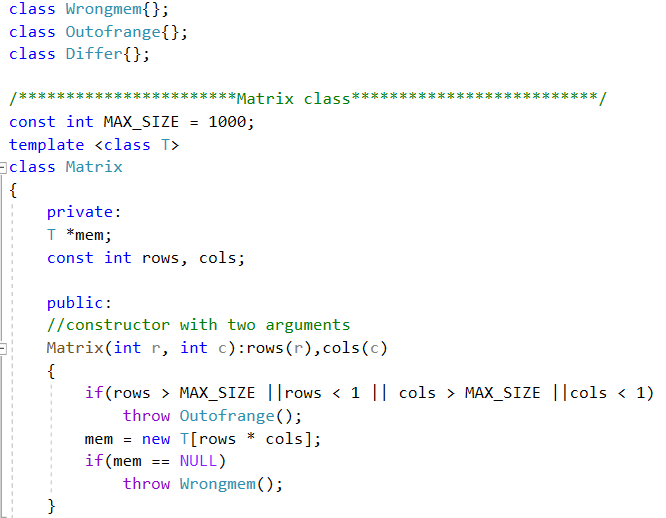 class Wrongmem{};
class Outofrange{};
class Differ{};
/***********************Matrix class**************************/
const int MAX_SIZE = 1000;
template <class T>
class Matrix
{
private:
T *mem;
const int rows, cols;
public:
//constructor with two arguments
Matrix(int r, int c):rows(r),cols(c)
{
if(rows > MAX_SIZE ||rows < 1 || cols > MAX_SIZE ||cols < 1)
throw Outofrange();
mem = new T[rows * cols];
if(mem == NULL)
throw Wrongmem();
}